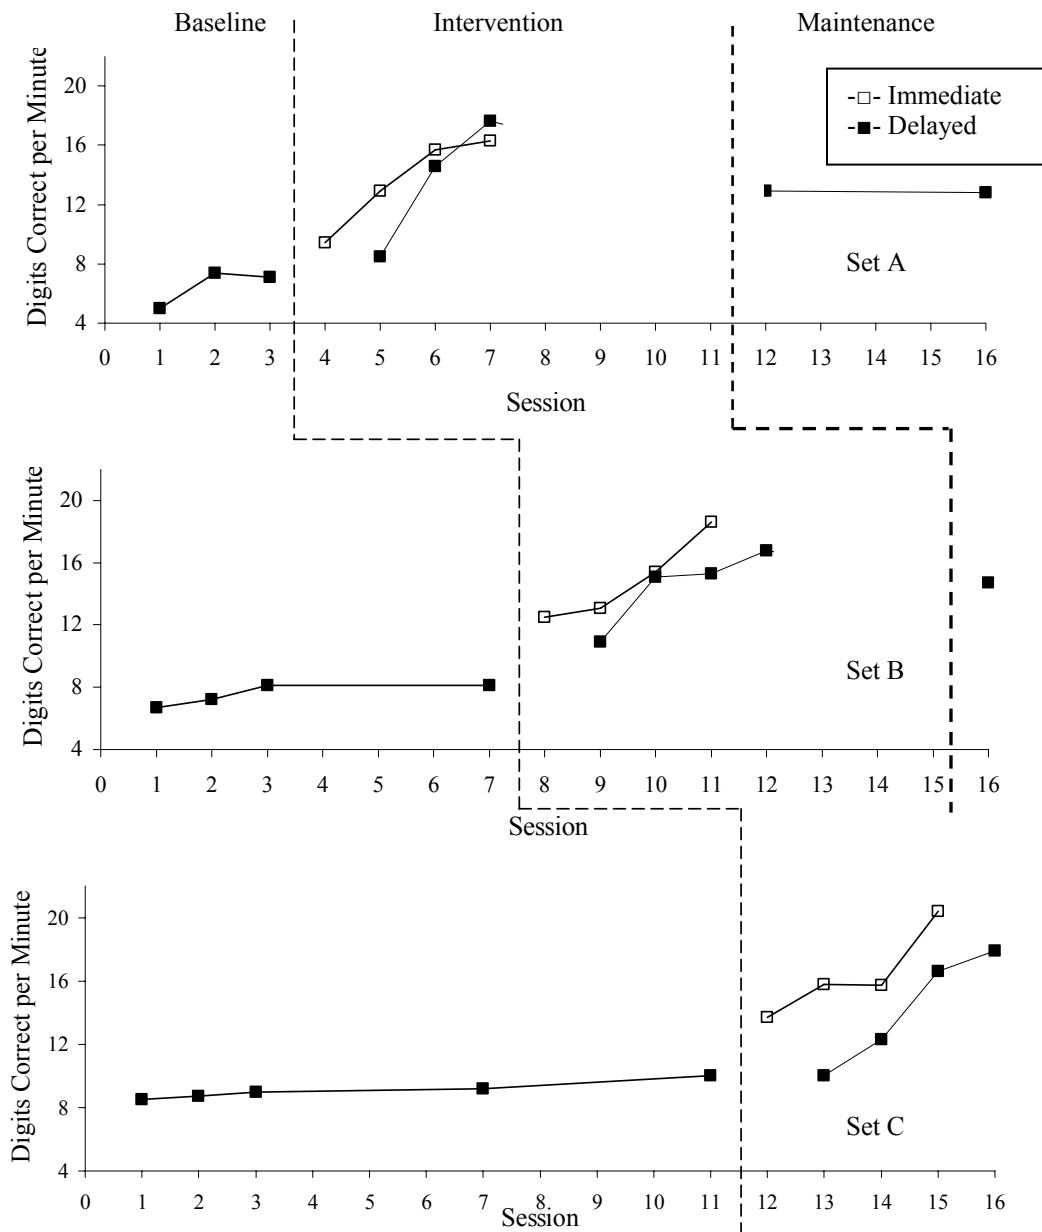 Baseline Intervention Maintenance
Digits Correct per Minute
20
16
12
8
4
-□- Immediate
-■- Delayed
Set A
0 1 2 3 4 5 6 7 8 9 10 11 12 13 14 15 16
Session
Digits Correct per Minute
20
16
12
8
4
Set B
0 1 2 3 4 5 6 7 8 9 10 11 12 13 14 15 16
Session
Digits Correct per Minute
20
16
12
8
4
Set C
0 1 2 3 4 5 6 7 8 9 10 11 12 13 14 15 16
Session